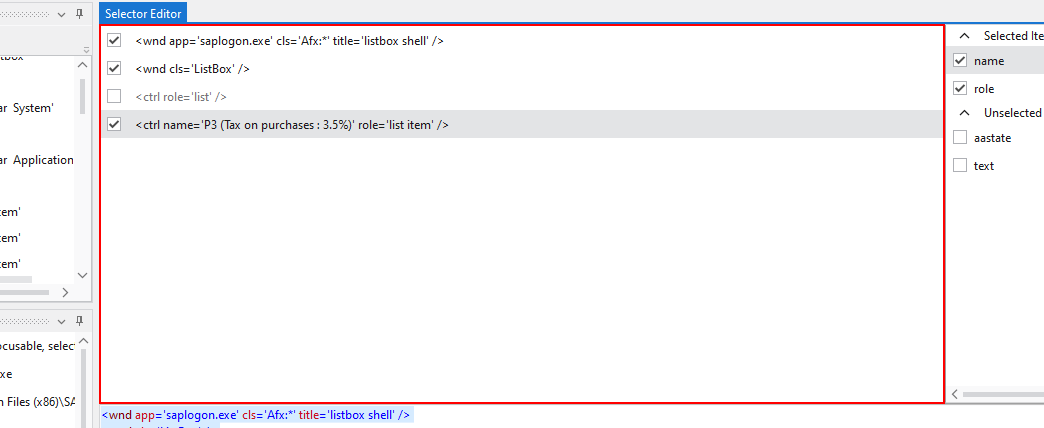 Selector Editor
<wnd app='saplogon.exe' cls='Afx:*' title='listbox shell' />
<wnd cls='ListBox' />
<ctrl role='list' />
<ctrl name='P3 (Tax on purchases : 3.5%)' role='list item' />
Selected Ite
name
role
Unselected
aastate
text
ar System'
ar Application
tem'
tem'
tem'
ocusable, selec
xe
n Files (x86)\SA
<wnd app='saplogon.exe' cls='Afx:*' title='listbox shell' />